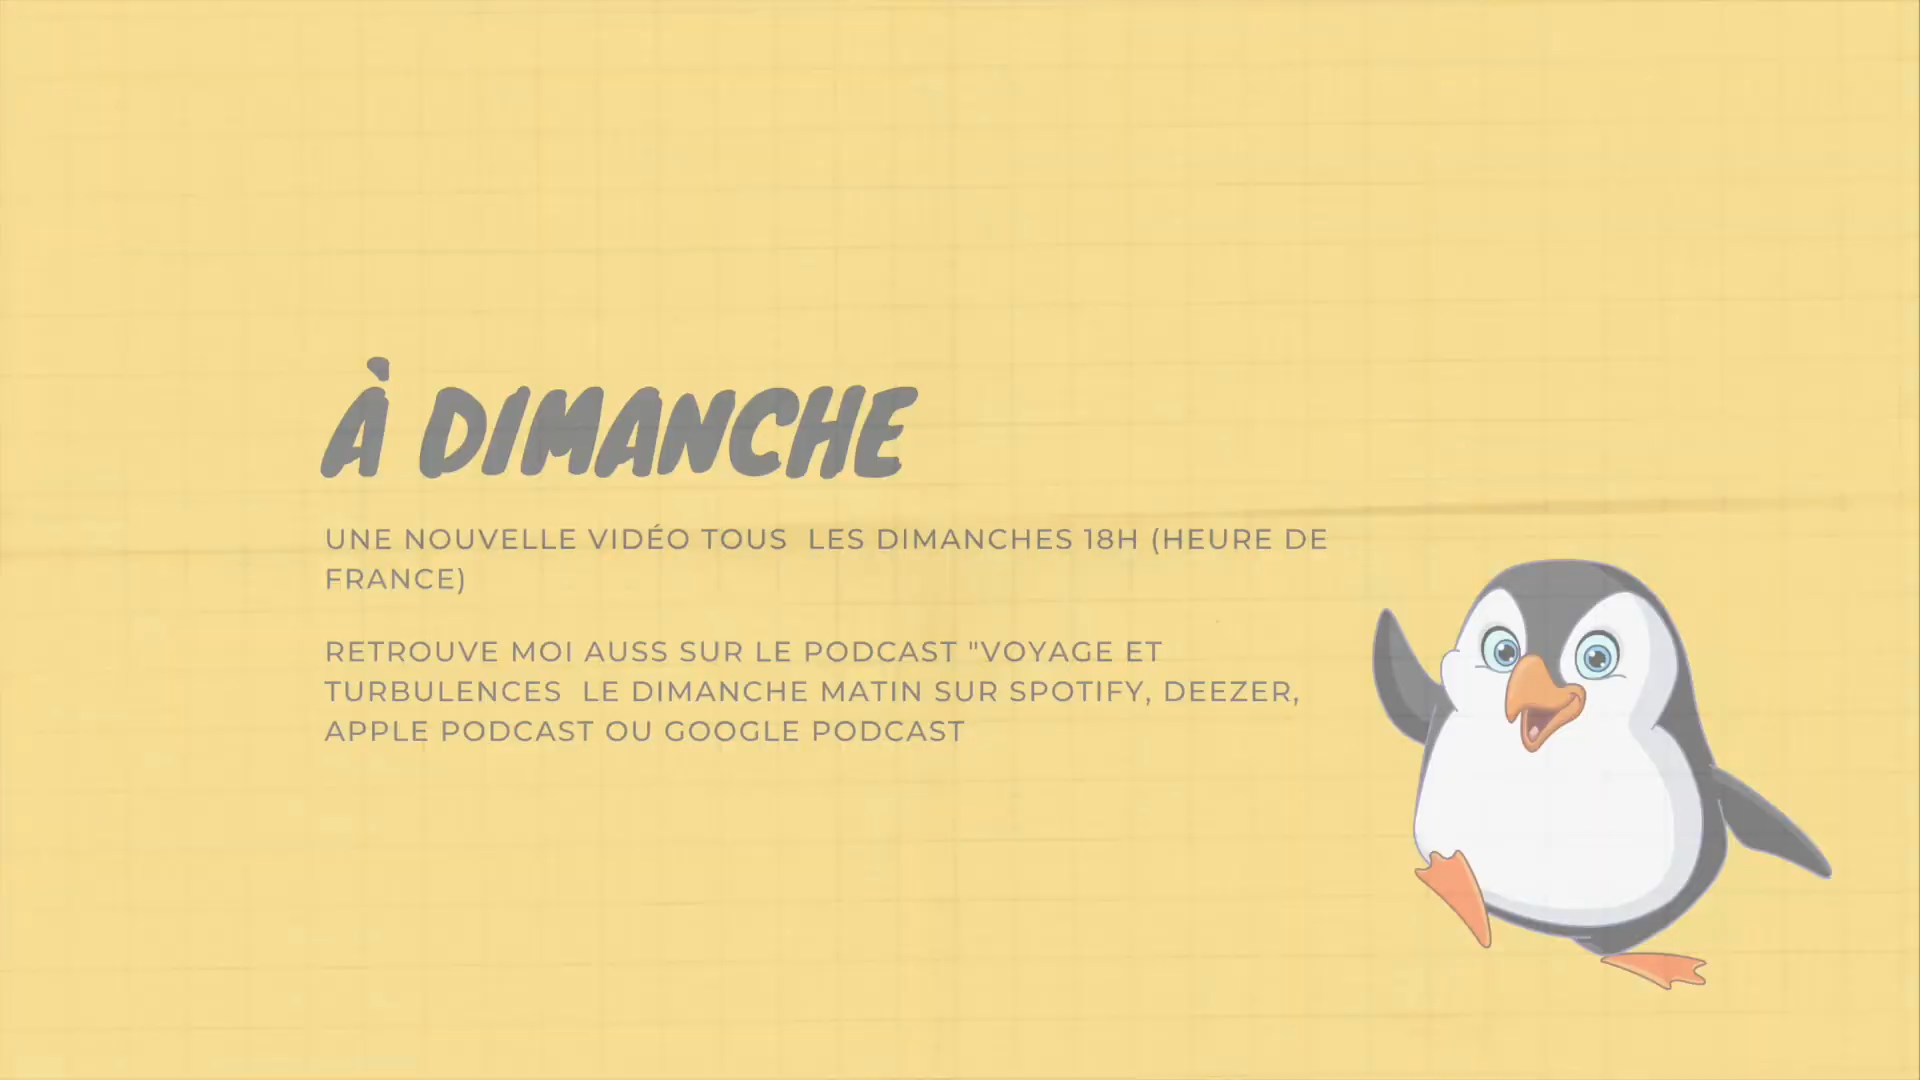 À DIMANCHE
UNE NOUVELLE VIDÉO TOUS LES DIMANCHES 18H (HEURE DE
FRANCE)
RETROUVE MOI AUSS SUR LE PODCAST "VOYAGE ET
TURBULENCES LE DIMANCHE MATIN SUR SPOTIFY, DEEZER,
APPLE PODCAST OU GOOGLE PODCAST